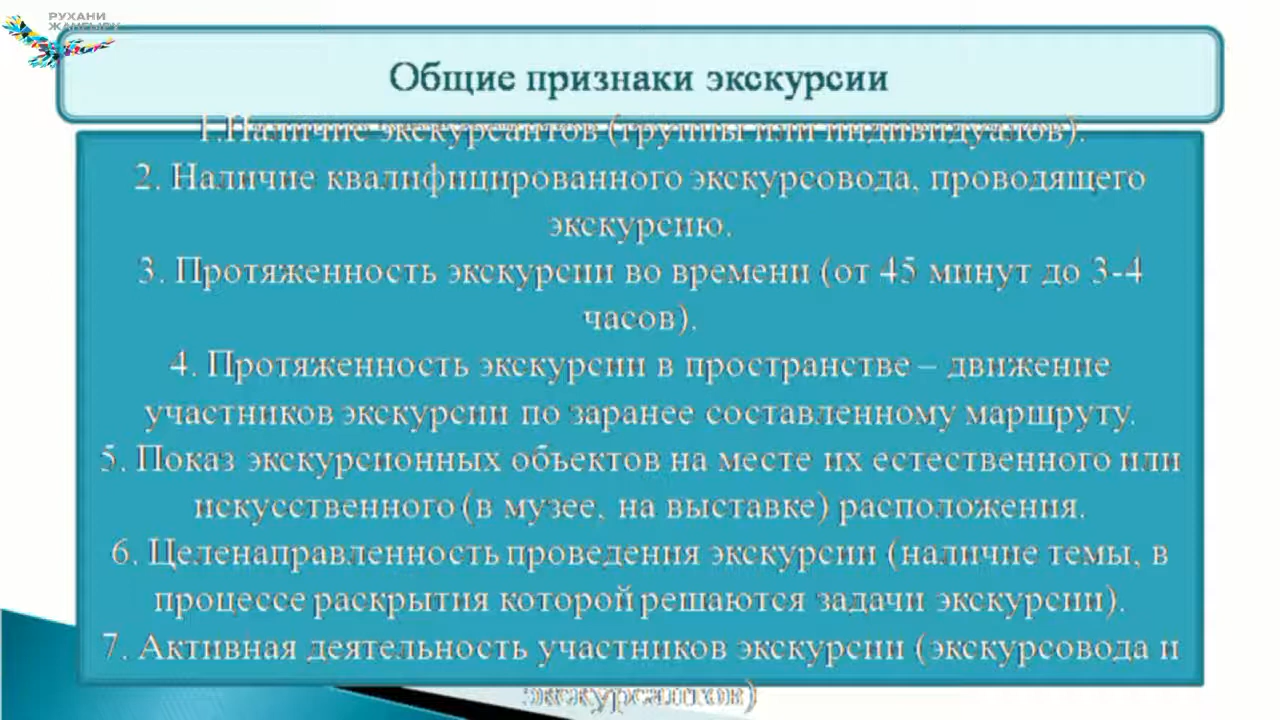 РУХАНИ
ЖАҢҒЫРУ
Общие признаки экскурсии
1.Наличие экскурсантов (группы или индивидуалов).
2. Наличие квалифицированного экскурсовода, проводящего
экскурсию.
3. Протяженность экскурсии во времени (от 45 минут до 3-4
часов).
4. Протяженность экскурсии в пространстве – движение
участников экскурсии по заранее составленному маршруту.
5. Показ экскурсионных объектов на месте их естественного или
искусственного (в музее, на выставке) расположения.
6. Целенаправленность проведения экскурсии (наличие темы, в
процессе раскрытия которой решаются задачи экскурсии).
7. Активная деятельность участников экскурсии (экскурсовода и
экскурсантов)